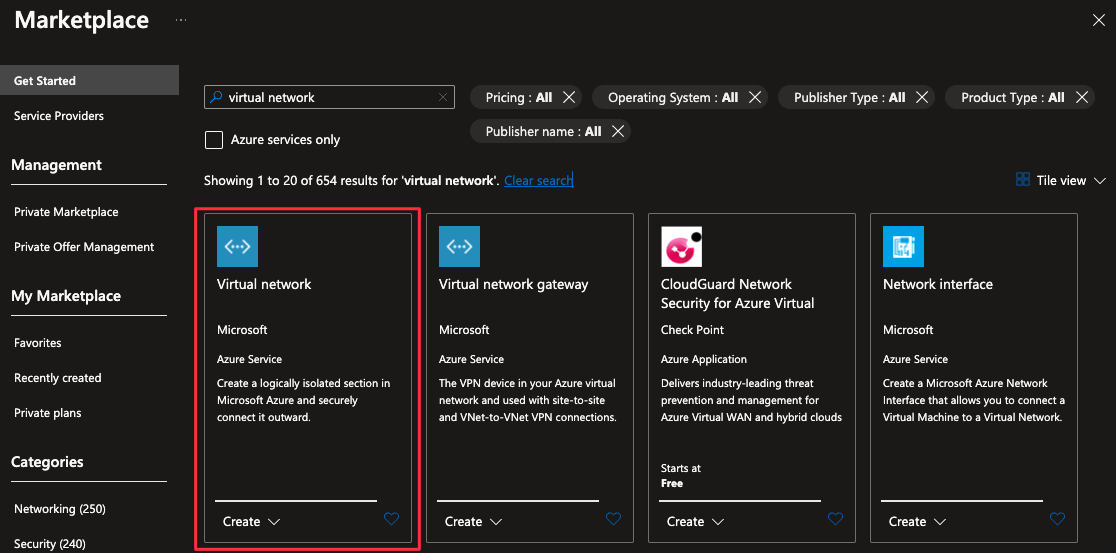 Marketplace ...
Get Started
Service Providers
Management
Private Marketplace
Private Offer Management
My Marketplace
Favorites
Recently created
Private plans
Categories
Networking (250)
Security (240)
virtual network
Pricing : All
Operating System : All
Publisher Type : All
Product Type : All
Publisher name : All
Azure services only
Showing 1 to 20 of 654 results for 'virtual network'. Clear search
Tile view
Virtual network
Microsoft
Azure Service
Create a logically isolated section in
Microsoft Azure and securely
connect it outward.
Create
Virtual network gateway
Microsoft
Azure Service
The VPN device in your Azure virtual
network and used with site-to-site
and VNet-to-VNet VPN connections.
Create
CloudGuard Network
Security for Azure Virtual
Check Point
Azure Application
Delivers industry-leading threat
prevention and management for
Azure Virtual WAN and hybrid clouds
Starts at
Free
Create
Network interface
Microsoft
Azure Service
Create a Microsoft Azure Network
Interface that allows you to connect a
Virtual Machine to a Virtual Network.
Create